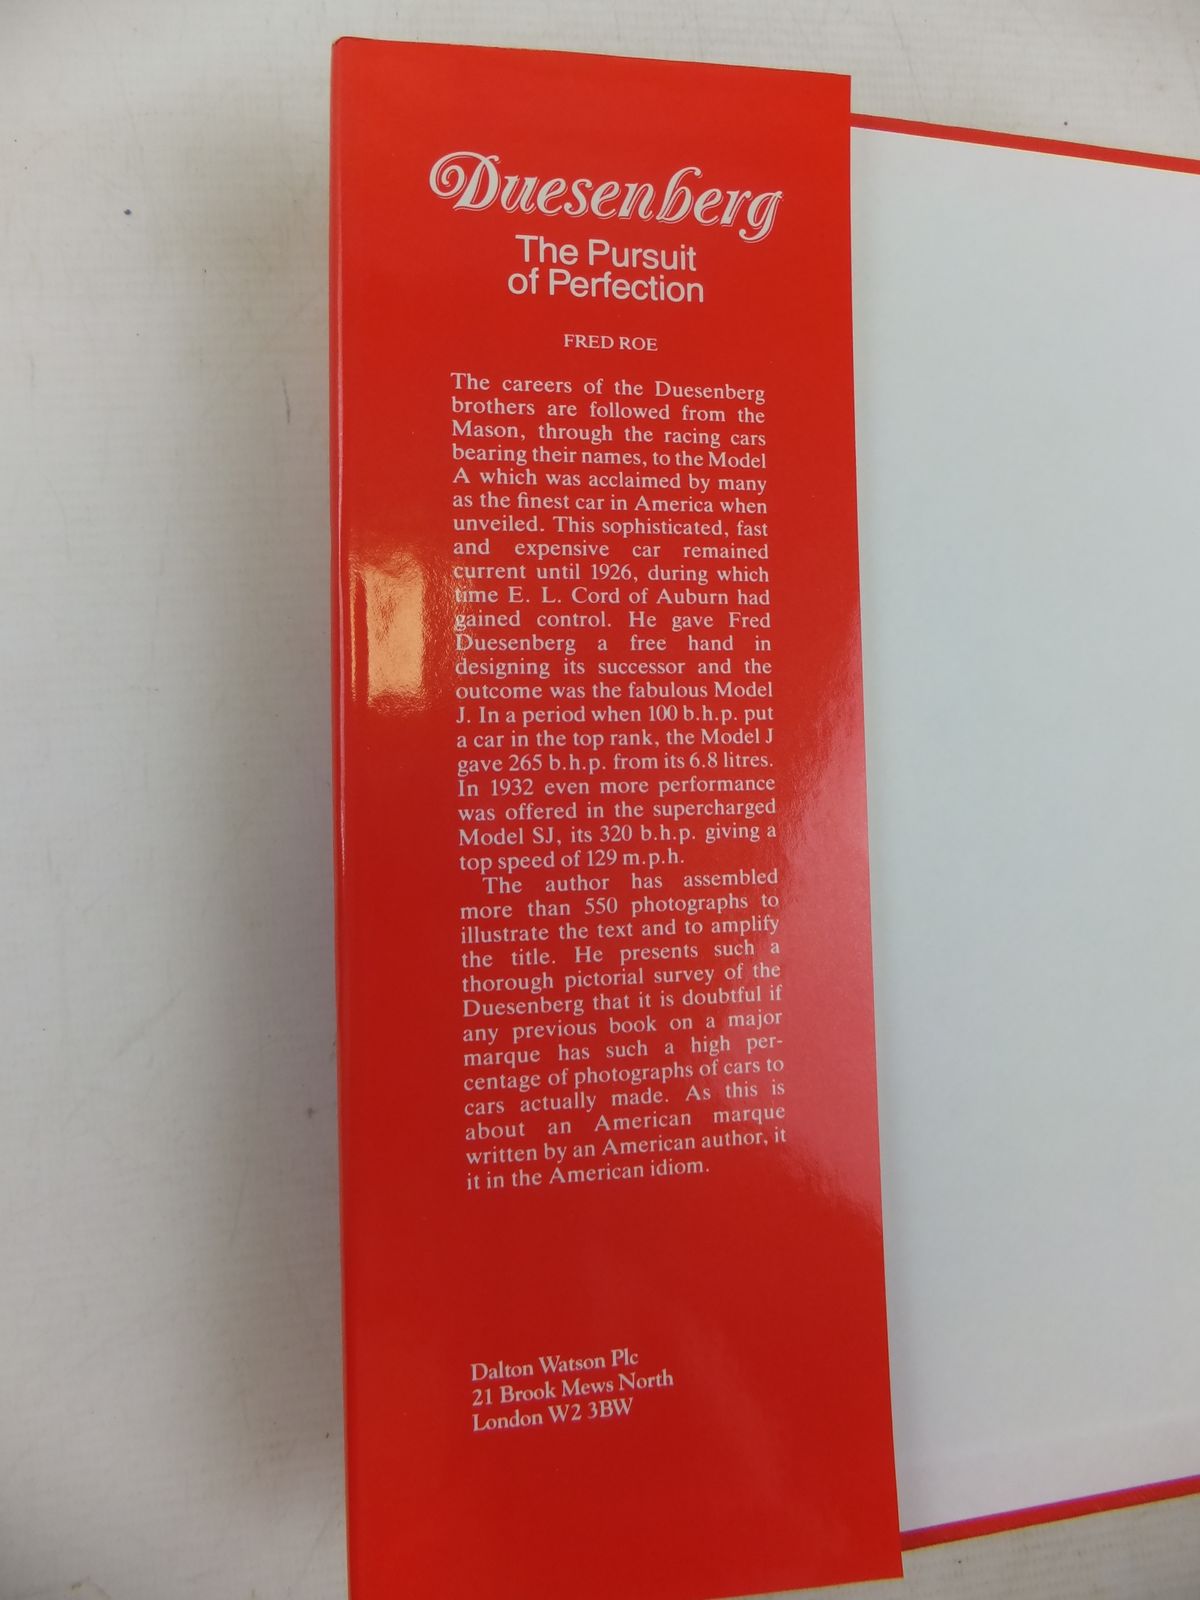 Duesenberg
The Pursuit
of Perfection
FRED ROE
The careers of the Duesenberg
brothers are followed from the
Mason, through the racing cars
bearing their names, to the Model
A which was acclaimed by many
as the finest car in America when
unveiled. This sophisticated, fast
and expensive car remained
current until 1926, during which
time E. L. Cord of Auburn had
gained control. He gave Fred
Duesenberg a free hand in
designing its successor and the
outcome was the fabulous Model
J. In a period when 100 b.h.p. put
a car in the top rank, the Model J
gave 265 b.h.p. from its 6.8 litres.
In 1932 even more performance
was offered in the supercharged
Model SJ, its 320 b.h.p. giving a
top speed of 129 m.p.h.
The author has assembled
more than 550 photographs to
illustrate the text and to amplify
the title. He presents such a
thorough pictorial survey of the
Duesenberg that it is doubtful if
any previous book on a major
marque has such a high per-
centage of photographs of cars to
cars actually made. As this is
about an American marque
written by an American author, it
it in the American idiom.
Dalton Watson Plc
21 Brook Mews North
London W2 3BW